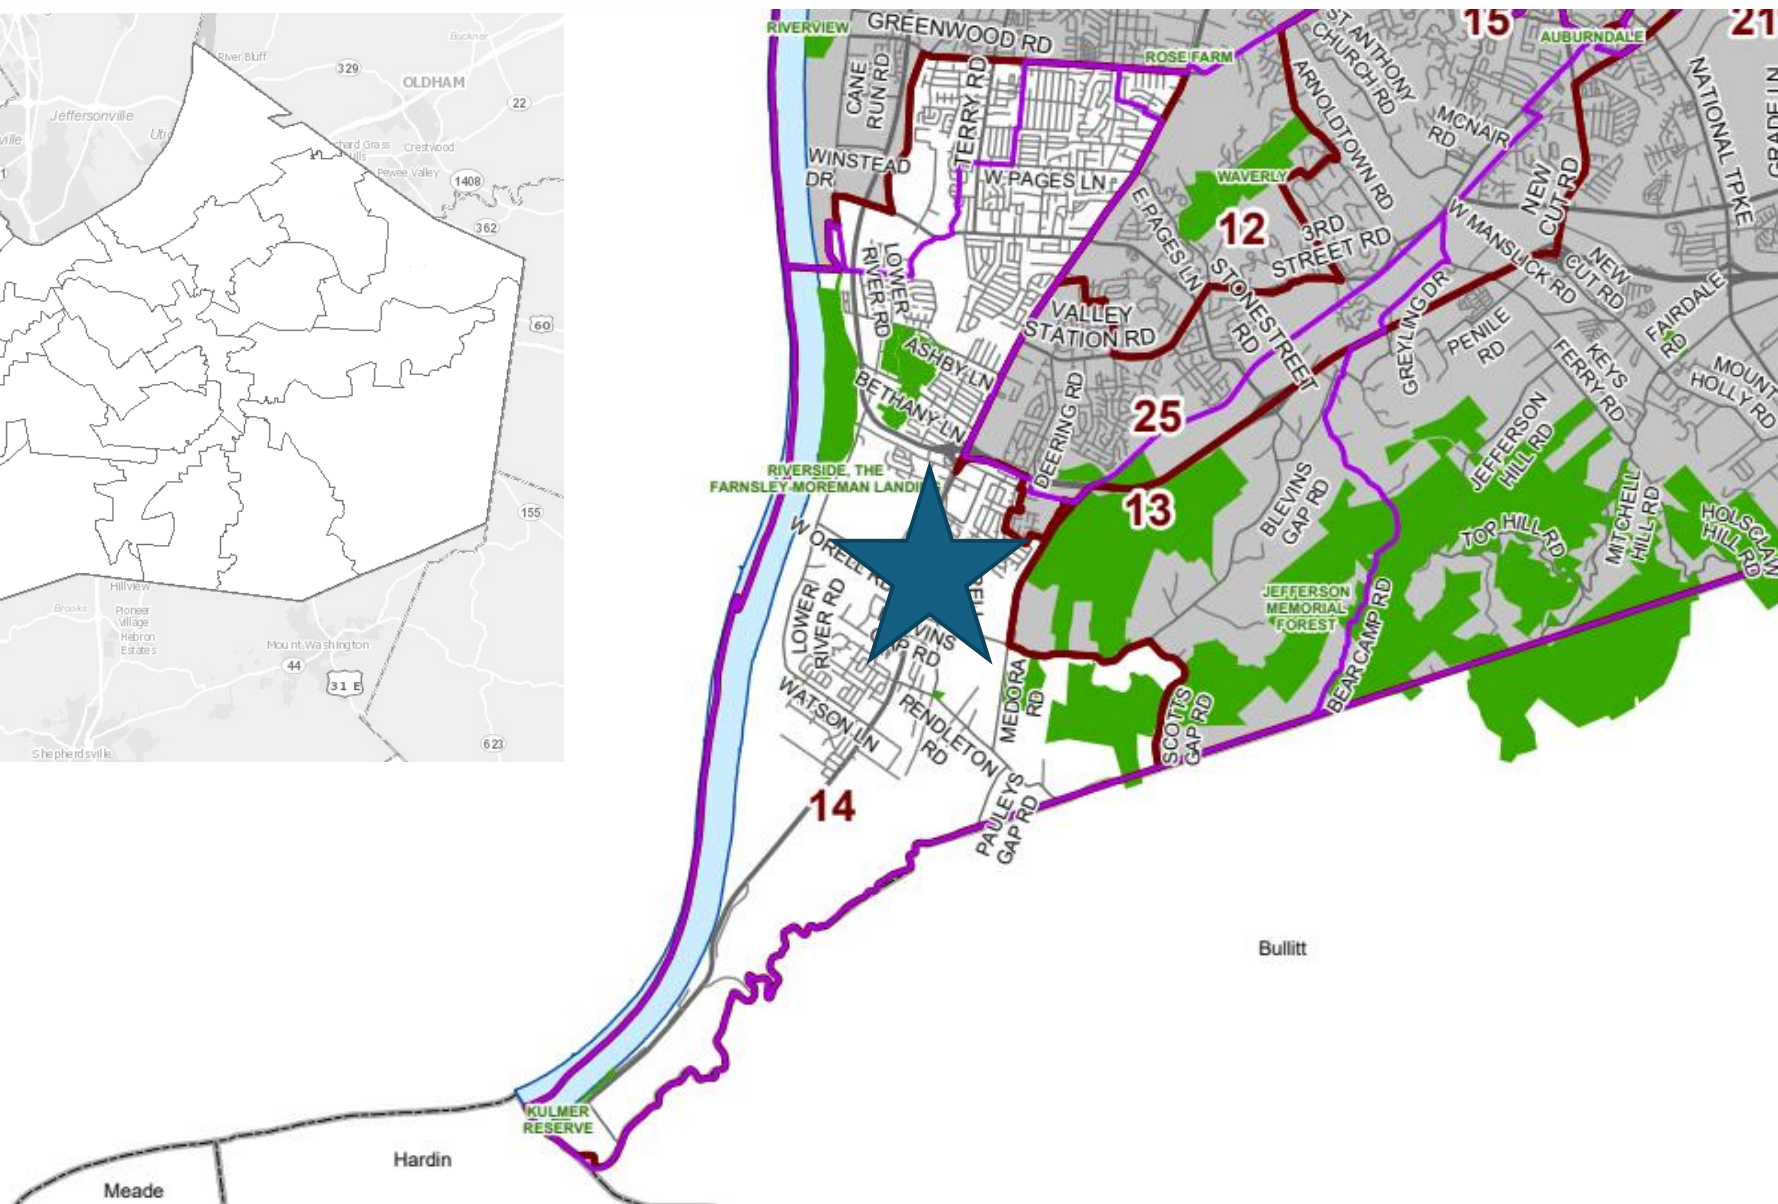 Buckner
River Bluff
329
OLDHAM
22
Jeffersonville
Crestwood
Pewee Valley
1408
362
60
155
Hillview
Brooks
Pioneer
Village
Hebron
Estates
Mount Washington
44
31 E
623
Shepherdsville
RIVERVIEW
GREENWOOD RD
ROSE FARM
ST ANTHONY
CHURCH RD
15
AUBURNDALE
21
CANE
RUN RD
TERRY RD
ARNOLDTOWN RD
MCNAIR
RD
NATIONAL TPKE
GRADE LN
WINSTEAD
DR
W PAGES LN
WAVERLY
NEW
CUT RD
E PAGES LN
12
3RD
STREET RD
W MANSLICK RD
NEW
CUT RD
LOWER
RIVER RD
STONESTREET
RD
VALLEY
STATION RD
GREYLING DR
PENILE
RD
FAIRDALE
RD
ASHBY LN
BETHANY LN
KEYS
FERRY RD
MOUNT
HOLLY RD
DEERING RD
25
JEFFERSON
HILL RD
RIVERSIDE, THE
FARNSLEY-MOREMAN
13
BLEVINS
GAP RD
TOP HILL RD
MITCHELL
HILL RD
HILL RD
W ORELL
LOWER
RIVER RD
GAP RD
JEFFERSON
MEMORIAL
FOREST
BEARCAMP RD
MEDORA
RD
SCOTTS
GAP RD
WATSON LN
PENDLETON
RD
PAULEYS
GAP RD
14
Bullitt
KULMER
RESERVE
Hardin
Meade